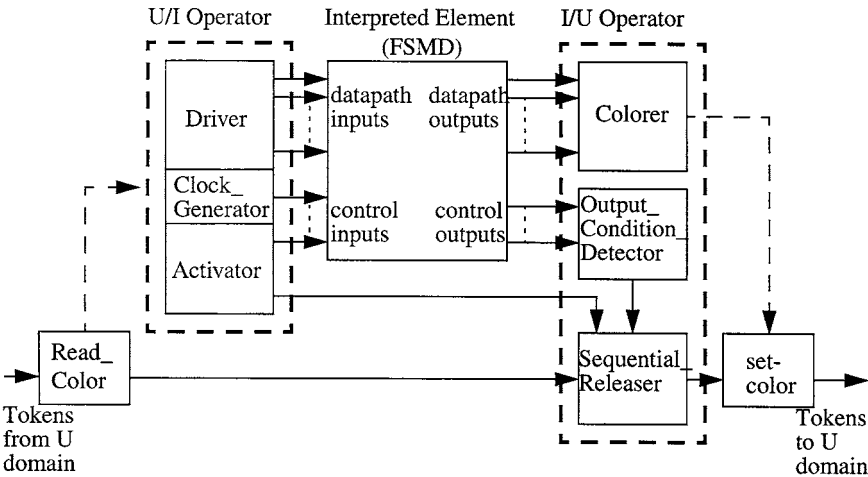 U/I Operator
Interpreted Element
(FSMD)
I/U Operator
Driver
Clock_
Generator
Activator
datapath
inputs
datapath
outputs
control
inputs
control
outputs
Colorer
Output_
Condition_
Detector
Sequential_
Releaser
Read_
Color
set-
color
Tokens
from U
domain
Tokens
to U
domain